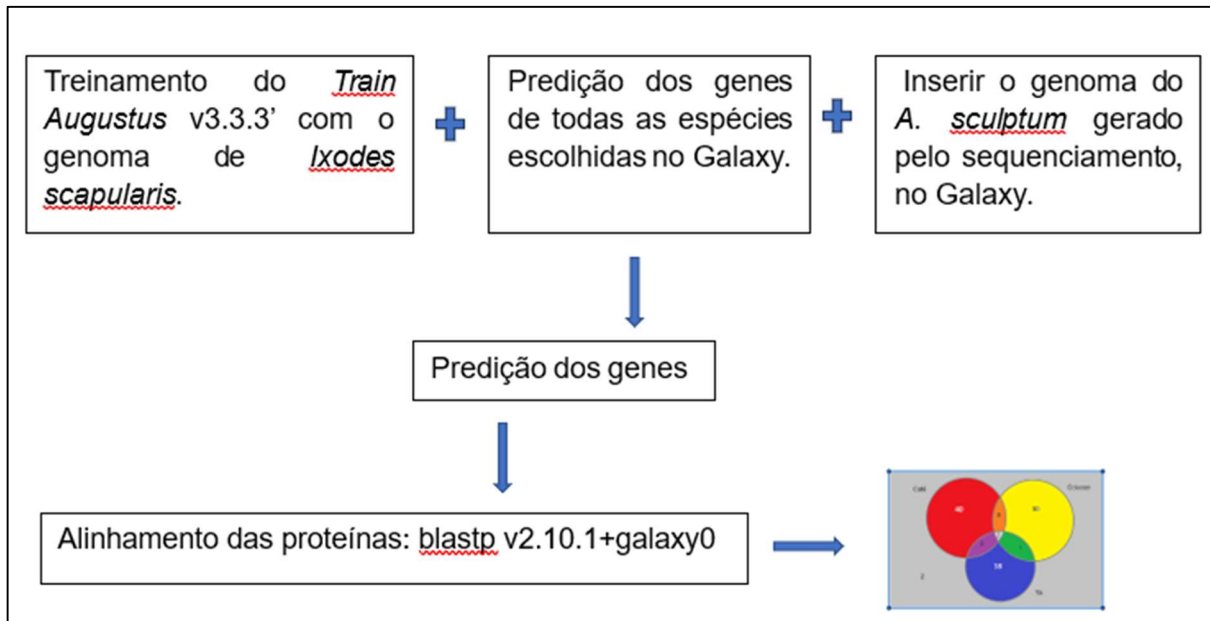 Treinamento do Train
Augustus v3.3.3’ com o
genoma de Ixodes
scapularis.
Predição dos genes
de todas as espécies
escolhidas no Galaxy.
Inserir o genoma do
A. sculptum gerado
pelo sequenciamento,
no Galaxy.
Predição dos genes
Alinhamento das proteínas: blastp v2.10.1+galaxy0
40
2